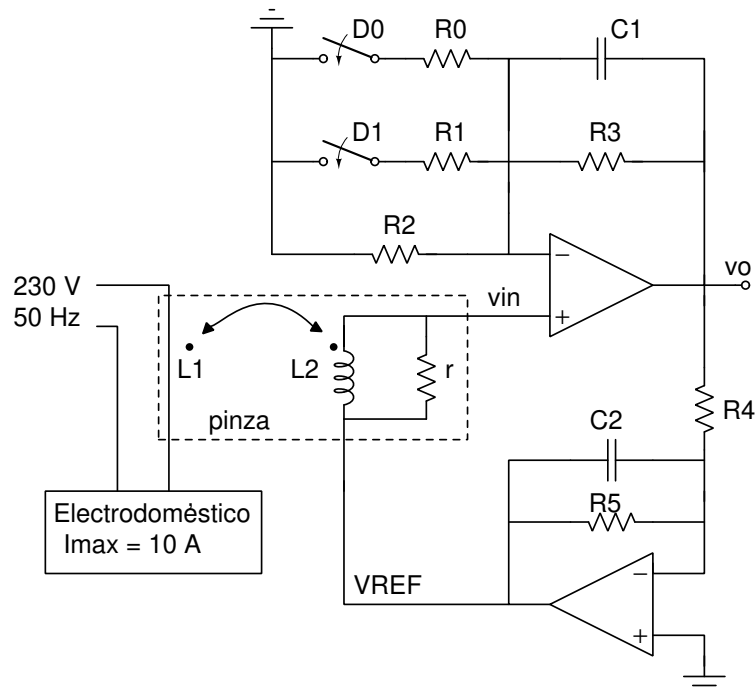 D0
R0
C1
D1
R1
R3
R2
vo
−
+
vin
230 V
50 Hz
L1
L2
r
pinza
R4
C2
R5
Electrodoméstico
Imax = 10 A
VREF
−
+